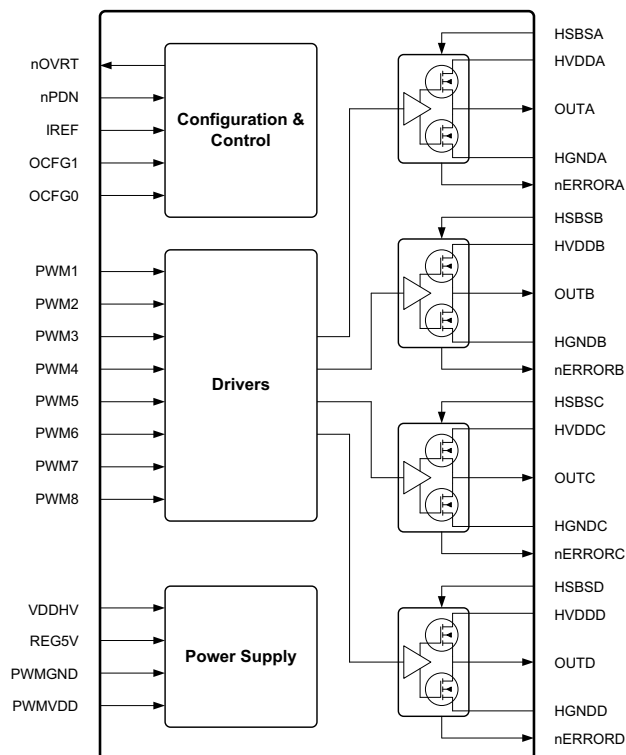 nOVRT
nPDN
IREF
OCFG1
OCFG0
Configuration &
Control
PWM1
PWM2
PWM3
PWM4
PWM5
PWM6
PWM7
PWM8
Drivers
VDDHV
REG5V
PWMGND
PWMVDD
Power Supply
HSBSA
HVDDA
OUTA
HGNDA
nERRORA
HSBSB
HVDDB
OUTB
HGNDB
nERRORB
HSBSC
HVDDC
OUTC
HGNDC
nERRORC
HSBSD
HVDDD
OUTD
HGNDD
nERRORD